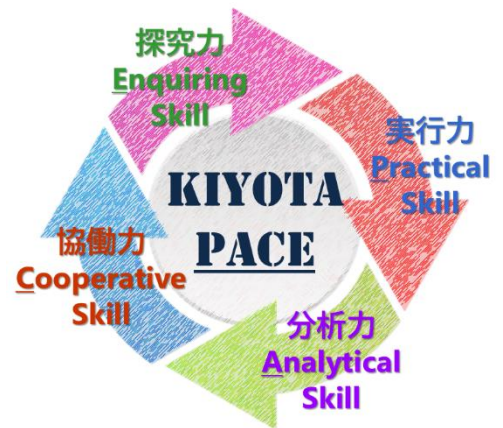 探究力
Enquiring
Skill
実行力
Practical
Skill
KIYOTA
PACE
協働力
Cooperative
Skill
分析力
Analytical
Skill